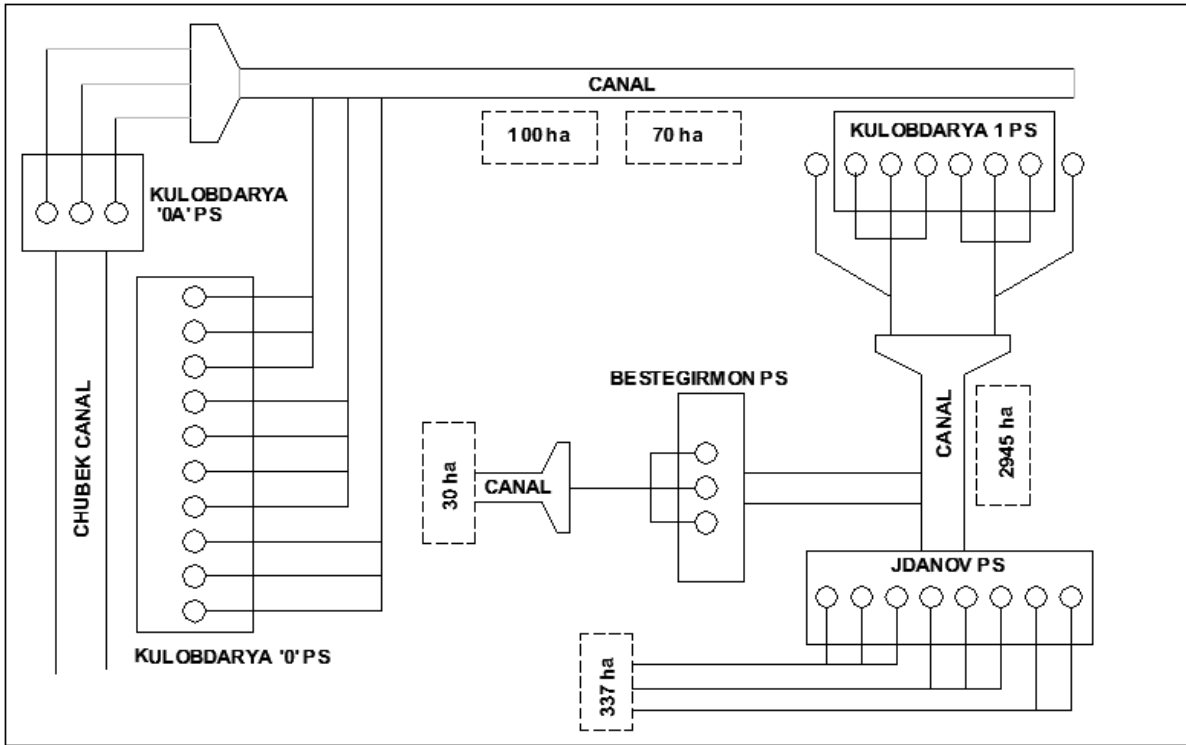 CANAL
100 ha
70 ha
KULOBDARYA 1 PS
KULOBDARYA
'0A' PS
CHUBEK CANAL
BESTEGIRMON PS
CANAL
2945 ha
30 ha
CANAL
JDANOV PS
KULOBDARYA '0' PS
337 ha